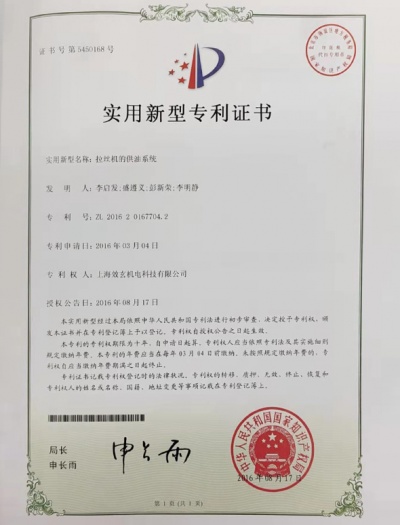 证书号第5450168号
实用新型专利证书
实用新型名称：拉丝机的供油系统
发 明 人：李启发;盛遵义;彭新荣;李明静
专 利 号：ZL 2016 2 0167704.2
专利申请日：2016年03月04日
专 利 权 人：上海效玄机电科技有限公司
授权公告日：2016年08月17日
本实用新型经过本局依照中华人民共和国专利法进行初步审查，决定授予专利权，颁
发本证书并在专利登记簿上予以登记，专利权自授权公告之日起生效。
本专利的专利权期限为十年，自申请日起算。专利权人应当依照专利法及其实施细则
规定缴纳年费。本专利的年费应当在每年03月04日前缴纳。未按照规定缴纳年费的，专利
权自应当缴纳年费期满之日起终止。
专利证书记载专利权登记时的法律状况。专利权的转移、质押、无效、终止、恢复和
专利权人的姓名或名称、国籍、地址变更等事项记载在专利登记簿上。
局长
申长雨
申长雨
中华人民共和国国家知识产权局
2016年08月17日
第1页（共1页）